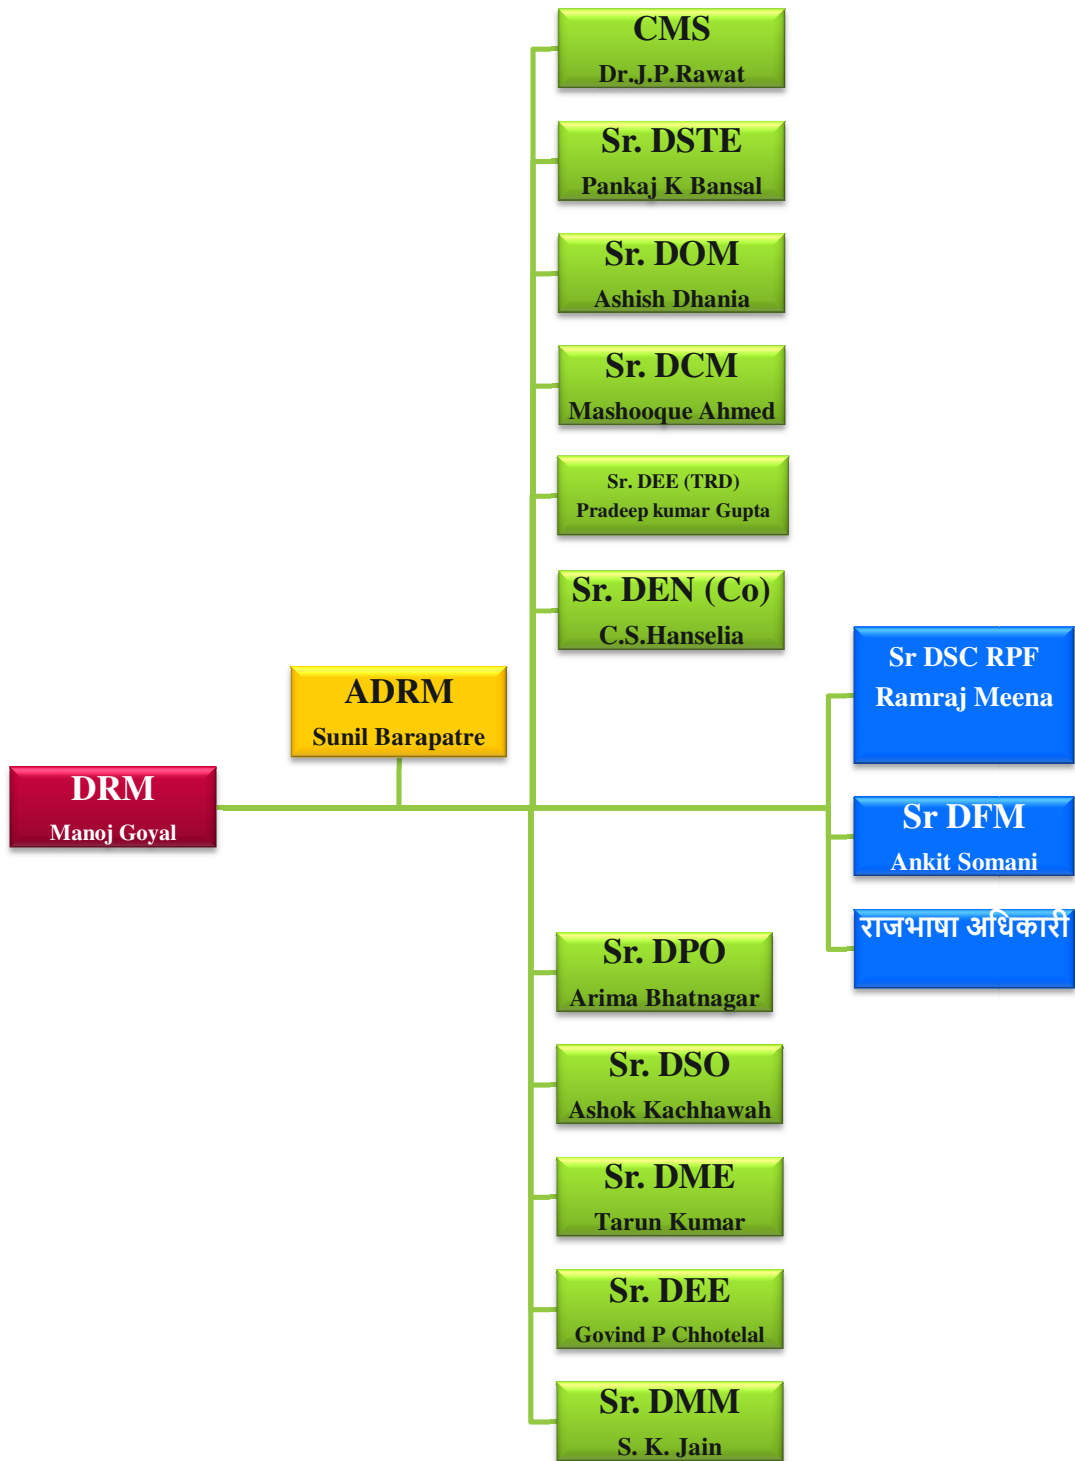 CMS
Dr.J.P.Rawat
Sr. DSTE
Pankaj K Bansal
Sr. DOM
Ashish Dhania
Sr. DCM
Mashooque Ahmed
Sr. DEE (TRD)
Pradeep kumar Gupta
Sr. DEN (Co)
C.S.Hanselia
ADRM
Sunil Barapatre
DRM
Manoj Goyal
Sr DSC RPF
Ramraj Meena
Sr DFM
Ankit Somani
राजभाषा अधिकारी
Sr. DPO
Arima Bhatnagar
Sr. DSO
Ashok Kachhawah
Sr. DME
Tarun Kumar
Sr. DEE
Govind P Chhotelal
Sr. DMM
S. K. Jain